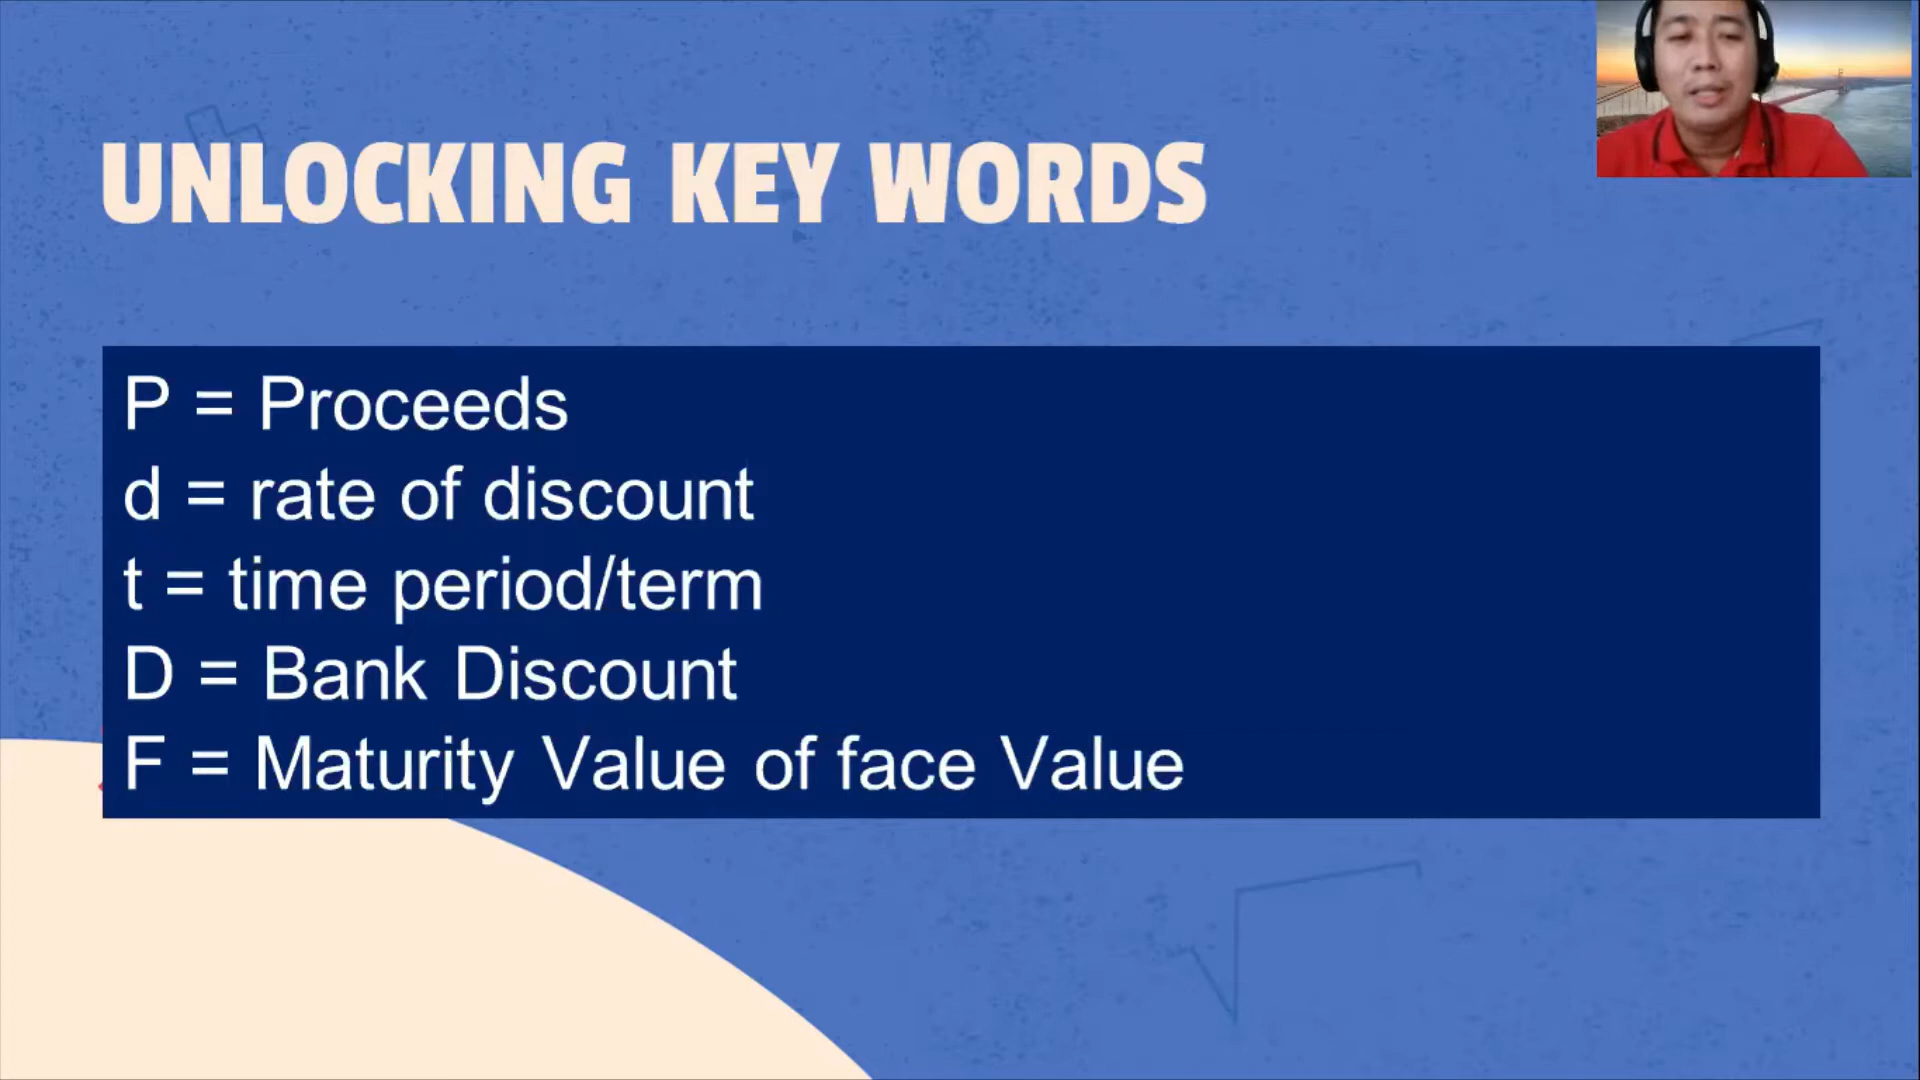 UNLOCKING KEY WORDS
P = Proceeds
d = rate of discount
t = time period/term
D = Bank Discount
F = Maturity Value of face Value